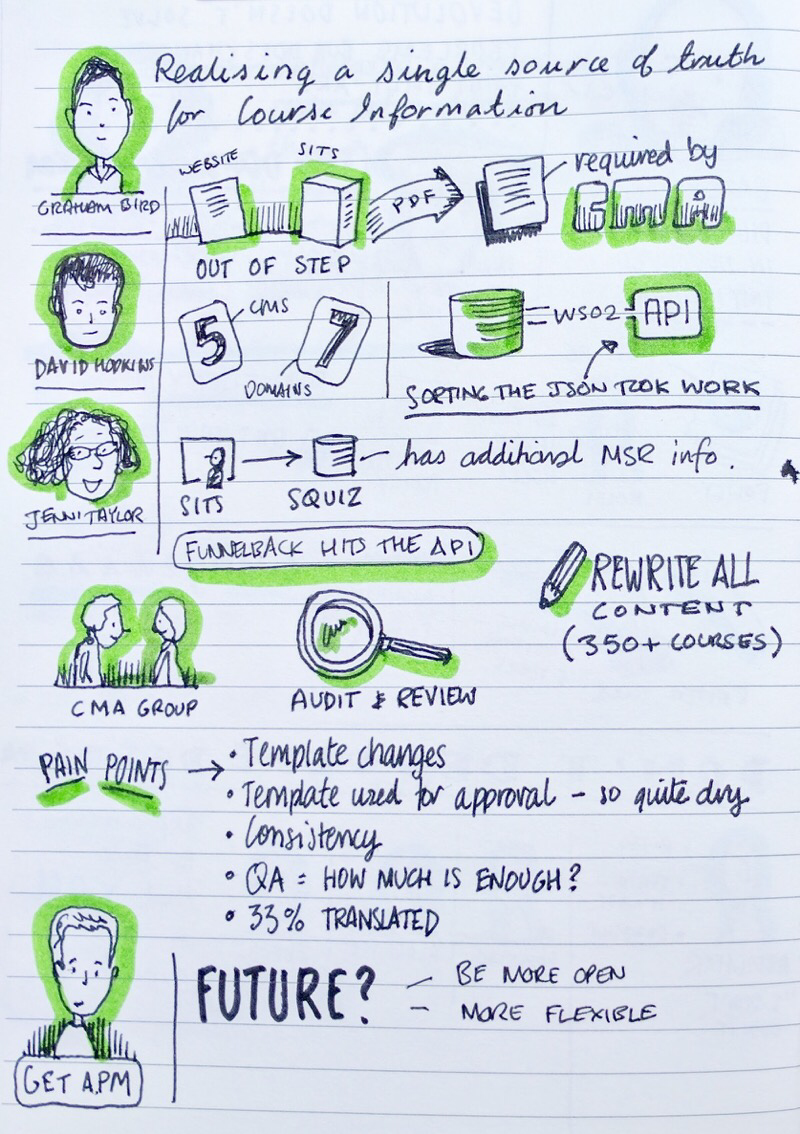 Realising a single source of truth
for Course Information
GRAHAM BIRD
WEBSITE
SITS
PDF
required by
CMA
OUT OF STEP
DAVID HOPKINS
5
CMS
7
DOMAINS
WSO2
API
SORTING THE JSON TOOK WORK
JENNI TAYLOR
SITS
SQUIZ
has additional MSR info.
FUNNELBACK HITS THE API
REWRITE ALL
CONTENT
(350+ COURSES)
CMA GROUP
AUDIT & REVIEW
PAIN POINTS
• Template changes
• Template used for approval - so quite dry
• Consistency
• QA = HOW MUCH IS ENOUGH?
• 33% TRANSLATED
FUTURE?
- BE MORE OPEN
- MORE FLEXIBLE
GET A.P.M